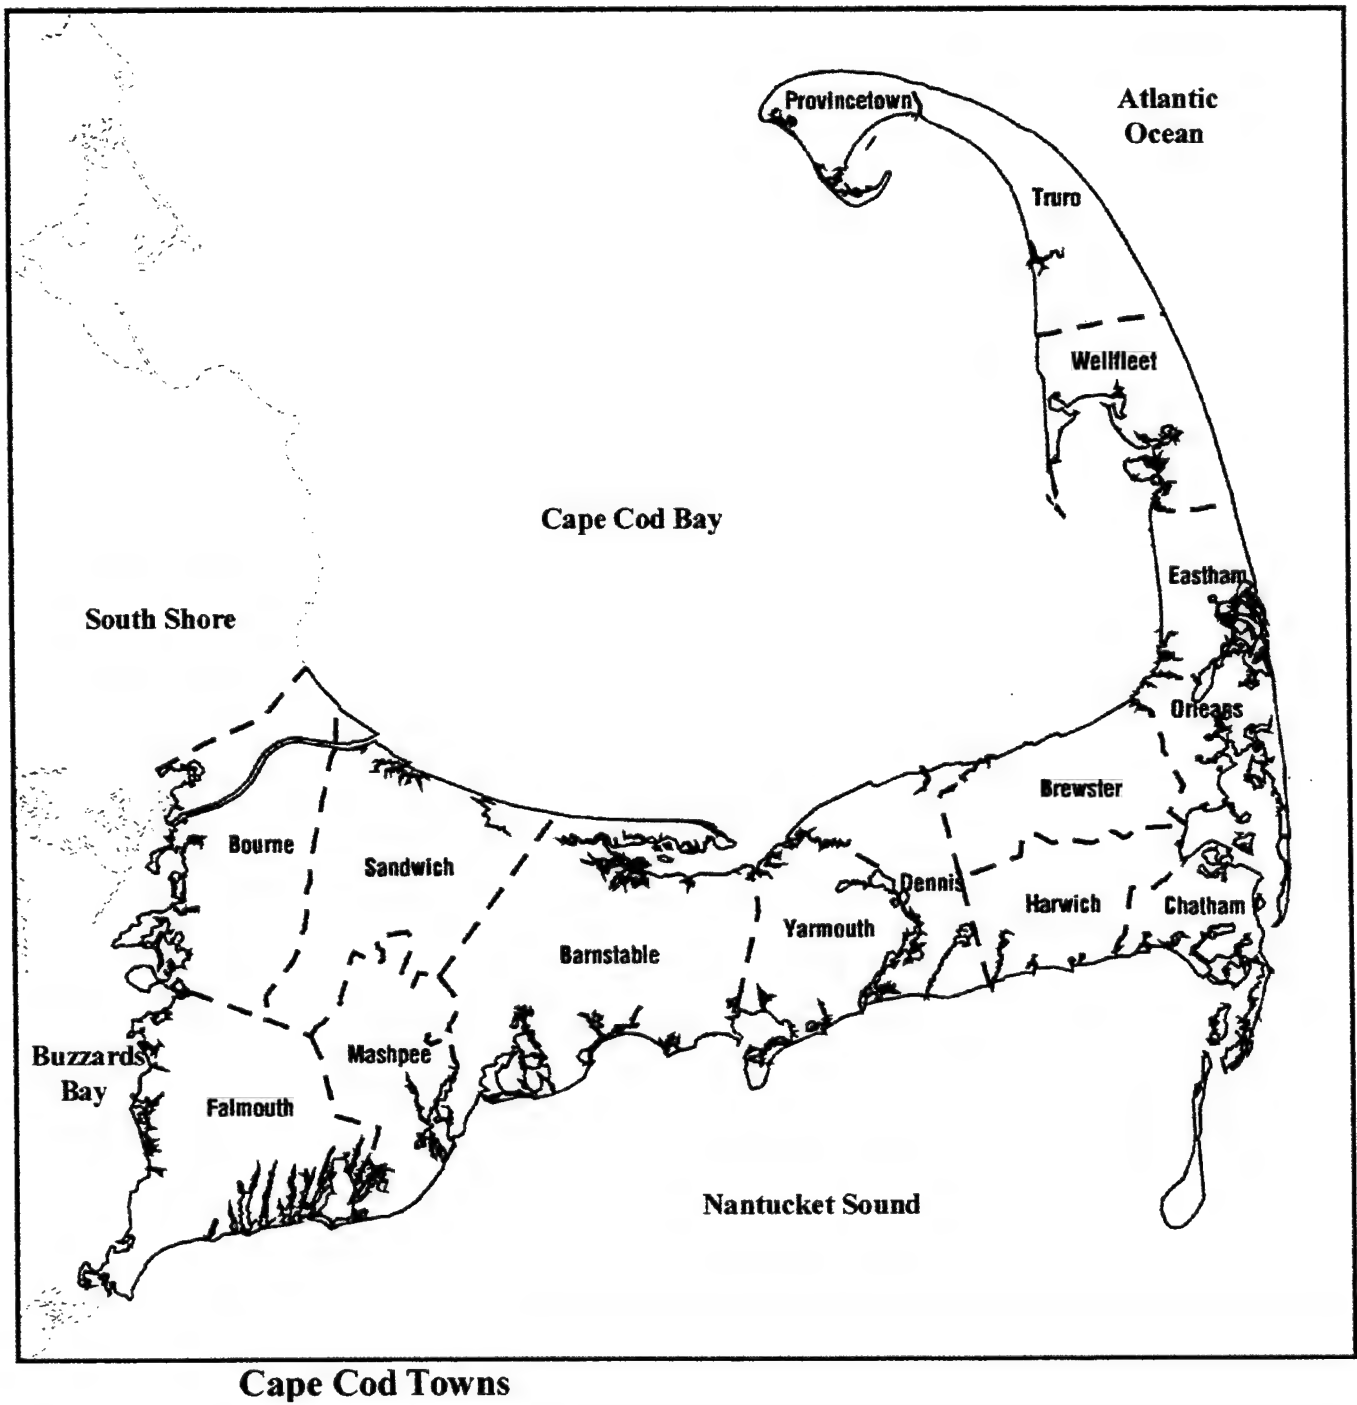 Provincetown
Atlantic
Ocean
Truro
Wellfleet
Cape Cod Bay
Eastham
South Shore
Orleans
Brewster
Bourne
Sandwich
Dennis
Harwich
Chatham
Yarmouth
Barnstable
Buzzards
Bay
Mashpee
Falmouth
Nantucket Sound
Cape Cod Towns